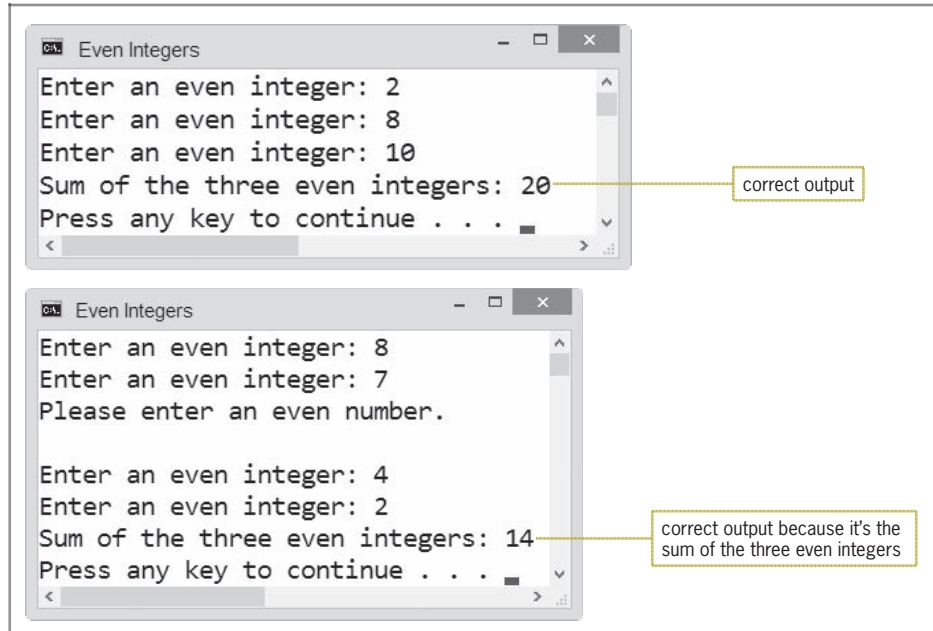 Even Integers
Enter an even integer: 2
Enter an even integer: 8
Enter an even integer: 10
Sum of the three even integers: 20
correct output
Press any key to continue . . .
Even Integers
Enter an even integer: 8
Enter an even integer: 7
Please enter an even number.
Enter an even integer: 4
Enter an even integer: 2
Sum of the three even integers: 14
correct output because it's the
sum of the three even integers
Press any key to continue . . .